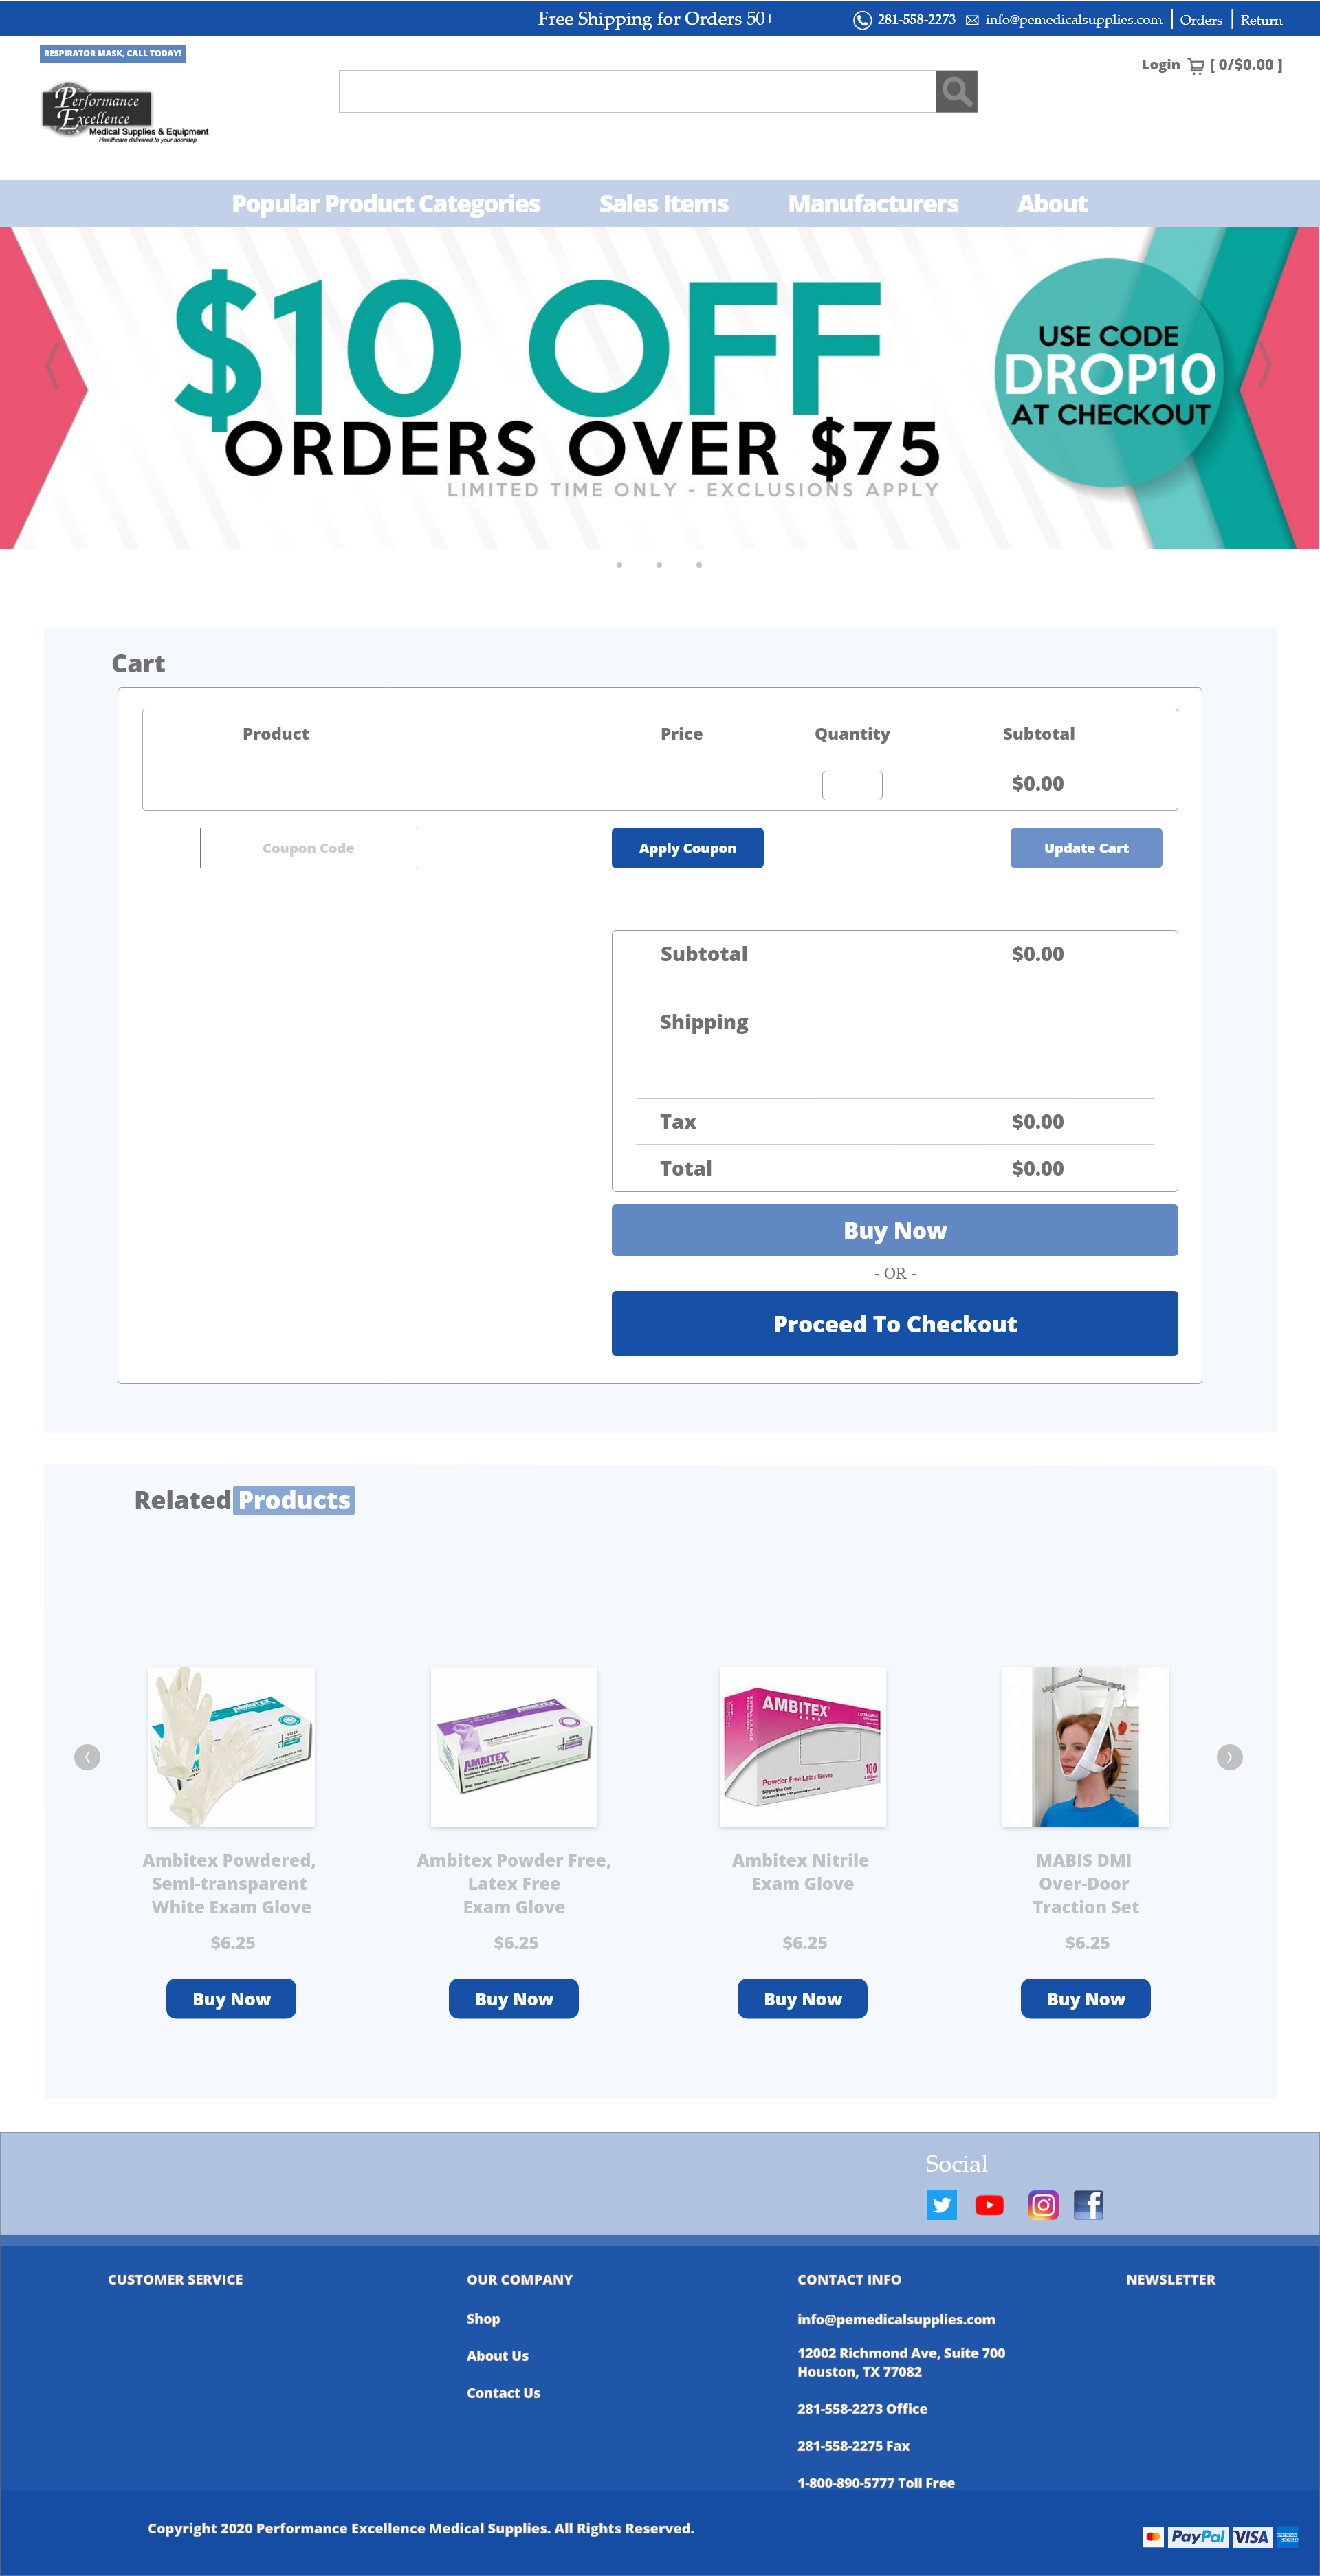 Free Shipping for Orders 50+
281-558-2273
info@pemedicalsupplies.com
Orders
Return
RESPIRATOR MASK, CALL TODAY!
Login
[ 0/$0.00 ]
Performance
Excellence
Medical Supplies & Equipment
Healthcare delivered to your doorstep
Popular Product Categories
Sales Items
Manufacturers
About
$10 OFF
ORDERS OVER $75
LIMITED TIME ONLY - EXCLUSIONS APPLY
USE CODE
DROP10
AT CHECKOUT
Cart
Product
Price
Quantity
Subtotal
$0.00
Coupon Code
Apply Coupon
Update Cart
Subtotal
$0.00
Shipping
Tax
$0.00
Total
$0.00
Buy Now
- OR -
Proceed To Checkout
Related Products
AMBITEX
AMBITEX
AMBITEX
Powder Free Latex Gloves
100
Ambitex Powdered,
Semi-transparent
White Exam Glove
$6.25
Buy Now
Ambitex Powder Free,
Latex Free
Exam Glove
$6.25
Buy Now
Ambitex Nitrile
Exam Glove
$6.25
Buy Now
MABIS DMI
Over-Door
Traction Set
$6.25
Buy Now
Social
CUSTOMER SERVICE
OUR COMPANY
Shop
About Us
Contact Us
CONTACT INFO
info@pemedicalsupplies.com
12002 Richmond Ave, Suite 700
Houston, TX 77082
281-558-2273 Office
281-558-2275 Fax
1-800-890-5777 Toll Free
NEWSLETTER
Copyright 2020 Performance Excellence Medical Supplies. All Rights Reserved.
PayPal
VISA